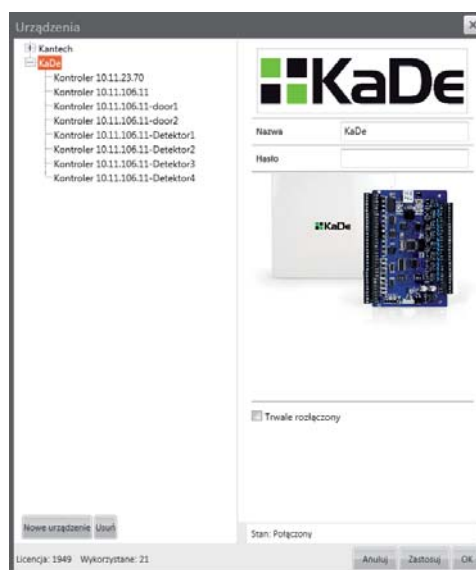 Urządzenia
Kantech
KaDe
Kontroler 10.11.23.70
Kontroler 10.11.106.11
Kontroler 10.11.106.11-door1
Kontroler 10.11.106.11-door2
Kontroler 10.11.106.11-Detektor1
Kontroler 10.11.106.11-Detektor2
Kontroler 10.11.106.11-Detektor3
Kontroler 10.11.106.11-Detektor4
Nowe urządzenie Usuń
KaDe
Nazwa KaDe
Hasło
KaDe
Trwale rozłączony
Stan: Połączony
Licencja: 1949 Wykorzystane: 21
Anuluj Zastosuj OK